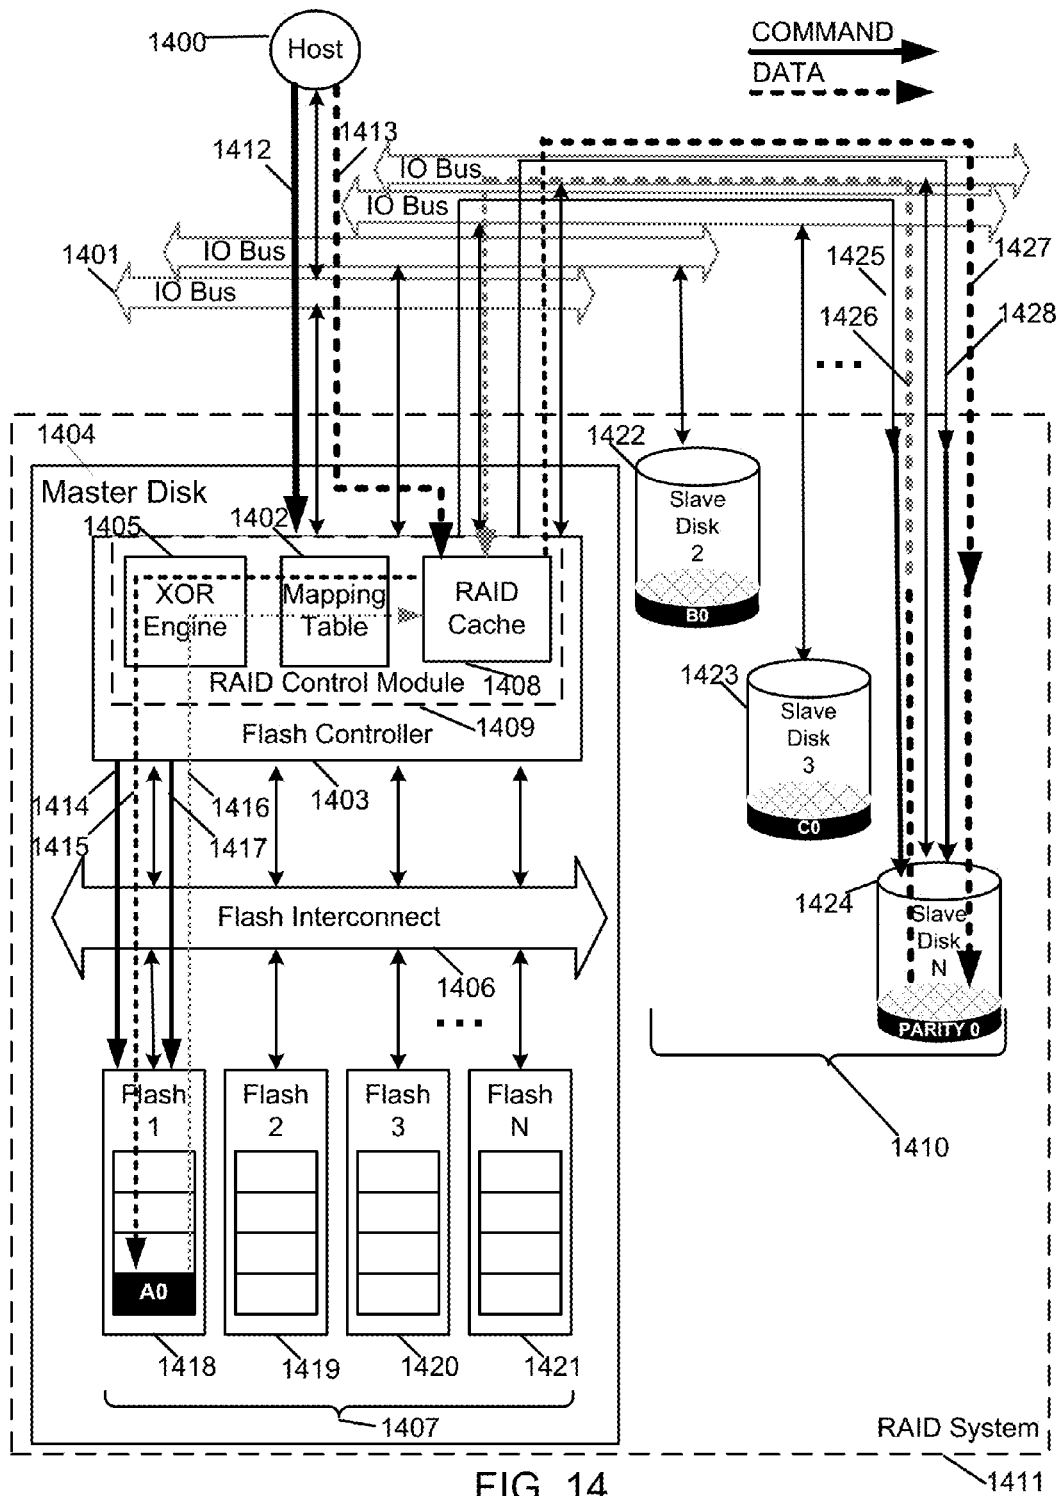 1400
Host
COMMAND
DATA
1412
1413
IO Bus
IO Bus
1401
IO Bus
IO Bus
1425
1427
1426
1428
1404
1422
Master Disk
1405
1402
Slave
Disk
2
B0
XOR
Engine
Mapping
Table
RAID
Cache
RAID Control Module
1408
1423
Slave
Disk
3
C0
1409
Flash Controller
1414
1416
1403
1415
1417
1424
Slave
Disk
N
PARITY 0
Flash Interconnect
1406
Flash
1
Flash
2
Flash
3
Flash
N
1410
A0
1418
1419
1420
1421
1407
RAID System
1411
FIG. 14